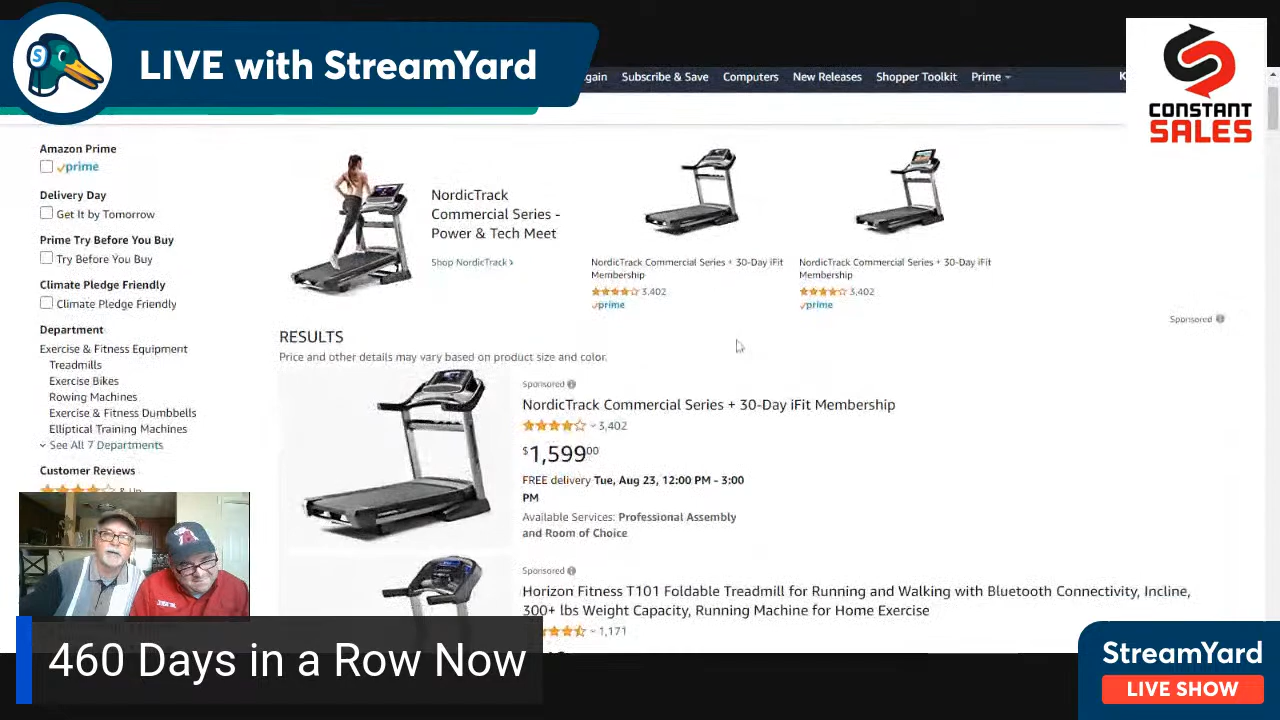 LIVE with StreamYard
S
Subscribe & Save Computers New Releases Shopper Toolkit Prime
CONSTANT
SALES
Amazon Prime
prime
Delivery Day
Get It by Tomorrow
Prime Try Before You Buy
Try Before You Buy
Climate Pledge Friendly
Climate Pledge Friendly
Department
Exercise & Fitness Equipment
Treadmills
Exercise Bikes
Rowing Machines
Exercise & Fitness Dumbbells
Elliptical Training Machines
See All 7 Departments
Customer Reviews
& Up
NordicTrack
Commercial Series -
Power & Tech Meet
Shop NordicTrack ›
NordicTrack Commercial Series + 30-Day iFit
Membership
3,402
prime
NordicTrack Commercial Series + 30-Day iFit
Membership
3,402
prime
Sponsored
RESULTS
Price and other details may vary based on product size and color.
Sponsored
NordicTrack Commercial Series + 30-Day iFit Membership
3,402
$1,599.00
FREE delivery Tue, Aug 23, 12:00 PM - 3:00
PM
Available Services: Professional Assembly
and Room of Choice
Sponsored
Horizon Fitness T101 Foldable Treadmill for Running and Walking with Bluetooth Connectivity, Incline,
300+ lbs Weight Capacity, Running Machine for Home Exercise
1,171
460 Days in a Row Now
StreamYard
LIVE SHOW